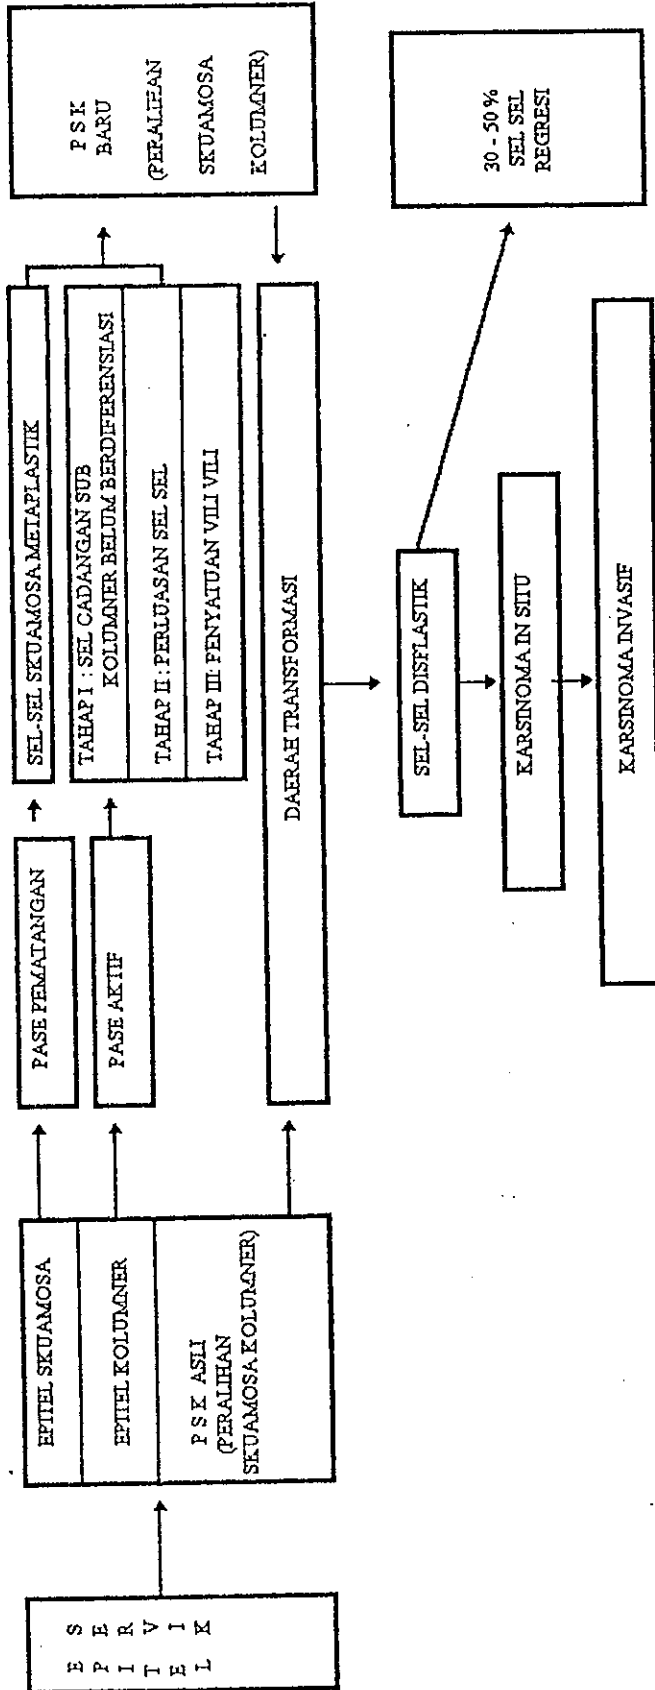 E S
P E
I R
T V
E I
L K
EPITEL SKUAMOSA
EPITEL KOLUMNER
P S K ASLI
(PERALIHAN
SKUAMOSA KOLUMNER)
PASE PEMATANGAN
PASE AKTIF
SEL-SEL SKUAMOSA METAPLASTIK
TAHAP I : SEL CADANGAN SUB
KOLUMNER BELUM BERDIFERENSIASI
TAHAP II : PERLUASAN SEL SEL
TAHAP III: PENYATUAN VILI VILI
P S K
BARU
(PERALIHAN
SKUAMOSA
KOLUMNER)
DAERAH TRANSFORMASI
SEL-SEL DISPLASTIK
30 - 50 %
SEL SEL
REGRESI
KARSINOMA IN SITU
KARSINOMA INVASIF